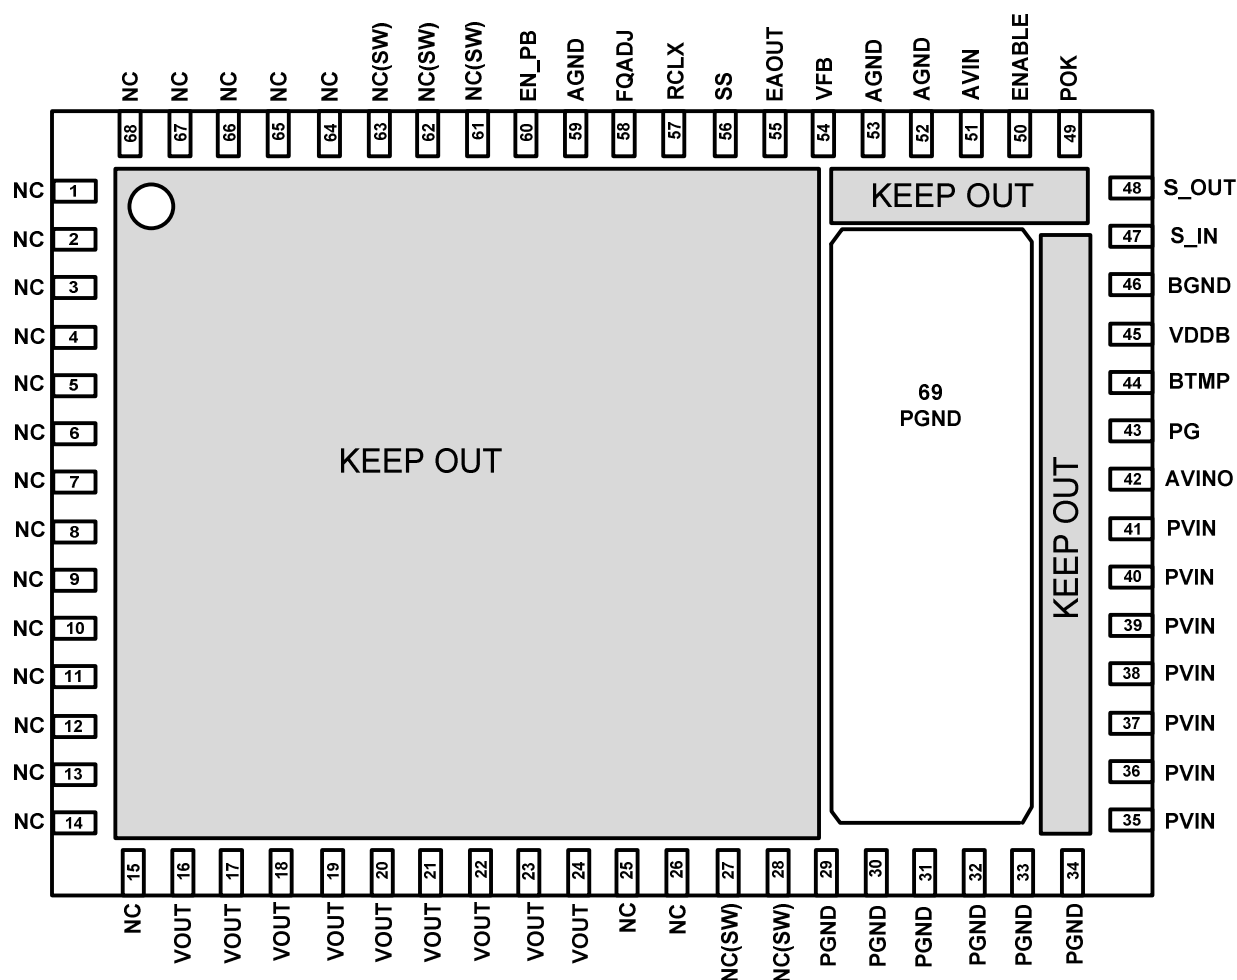 NC NC NC NC NC NC(SW) NC(SW) NC(SW) EN_PB AGND FQADJ RCLX SS EAOUT VFB AGND AGND AVIN ENABLE POK
68 67 66 65 64 63 62 61 60 59 58 57 56 55 54 53 52 51 50 49
NC 1 KEEP OUT 48 S_OUT
NC 2 47 S_IN
NC 3 46 BGND
NC 4 45 VDDB
NC 5 44 BTMP
69
PGND
NC 6 43 PG
KEEP OUT
NC 7 42 AVINO
NC 8 41 PVIN
KEEP OUT
NC 9 40 PVIN
NC 10 39 PVIN
NC 11 38 PVIN
NC 12 37 PVIN
NC 13 36 PVIN
NC 14 35 PVIN
15 16 17 18 19 20 21 22 23 24 25 26 27 28 29 30 31 32 33 34
NC VOUT VOUT VOUT VOUT VOUT VOUT VOUT VOUT VOUT NC NC NC(SW) NC(SW) PGND PGND PGND PGND PGND PGND